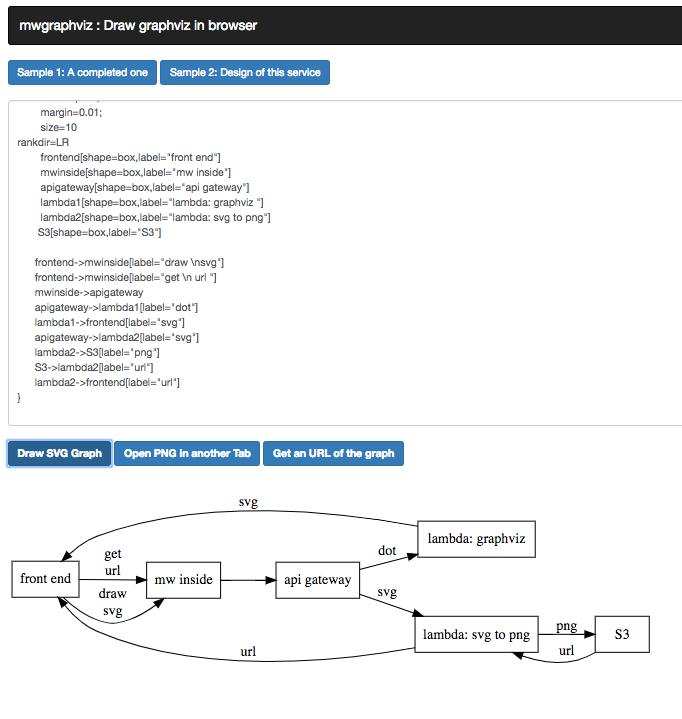 mwgraphviz : Draw graphviz in browser
Sample 1: A completed one
Sample 2: Design of this service
margin=0.01;
size=10
rankdir=LR
frontend[shape=box,label="front end"]
mwinside[shape=box,label="mw inside"]
apigateway[shape=box,label="api gateway"]
lambda1[shape=box,label="lambda: graphviz "]
lambda2[shape=box,label="lambda: svg to png"]
S3[shape=box,label="S3"]
frontend->mwinside[label="draw \nsvg"]
frontend->mwinside[label="get \n url "]
mwinside->apigateway
apigateway->lambda1[label="dot"]
lambda1->frontend[label="svg"]
apigateway->lambda2[label="svg"]
lambda2->S3[label="png"]
S3->lambda2[label="url"]
lambda2->frontend[label="url"]
}
Draw SVG Graph
Open PNG in another Tab
Get an URL of the graph
svg
lambda: graphviz
dot
get
url
front end
mw inside
api gateway
draw
svg
svg
lambda: svg to png
png
S3
url
url